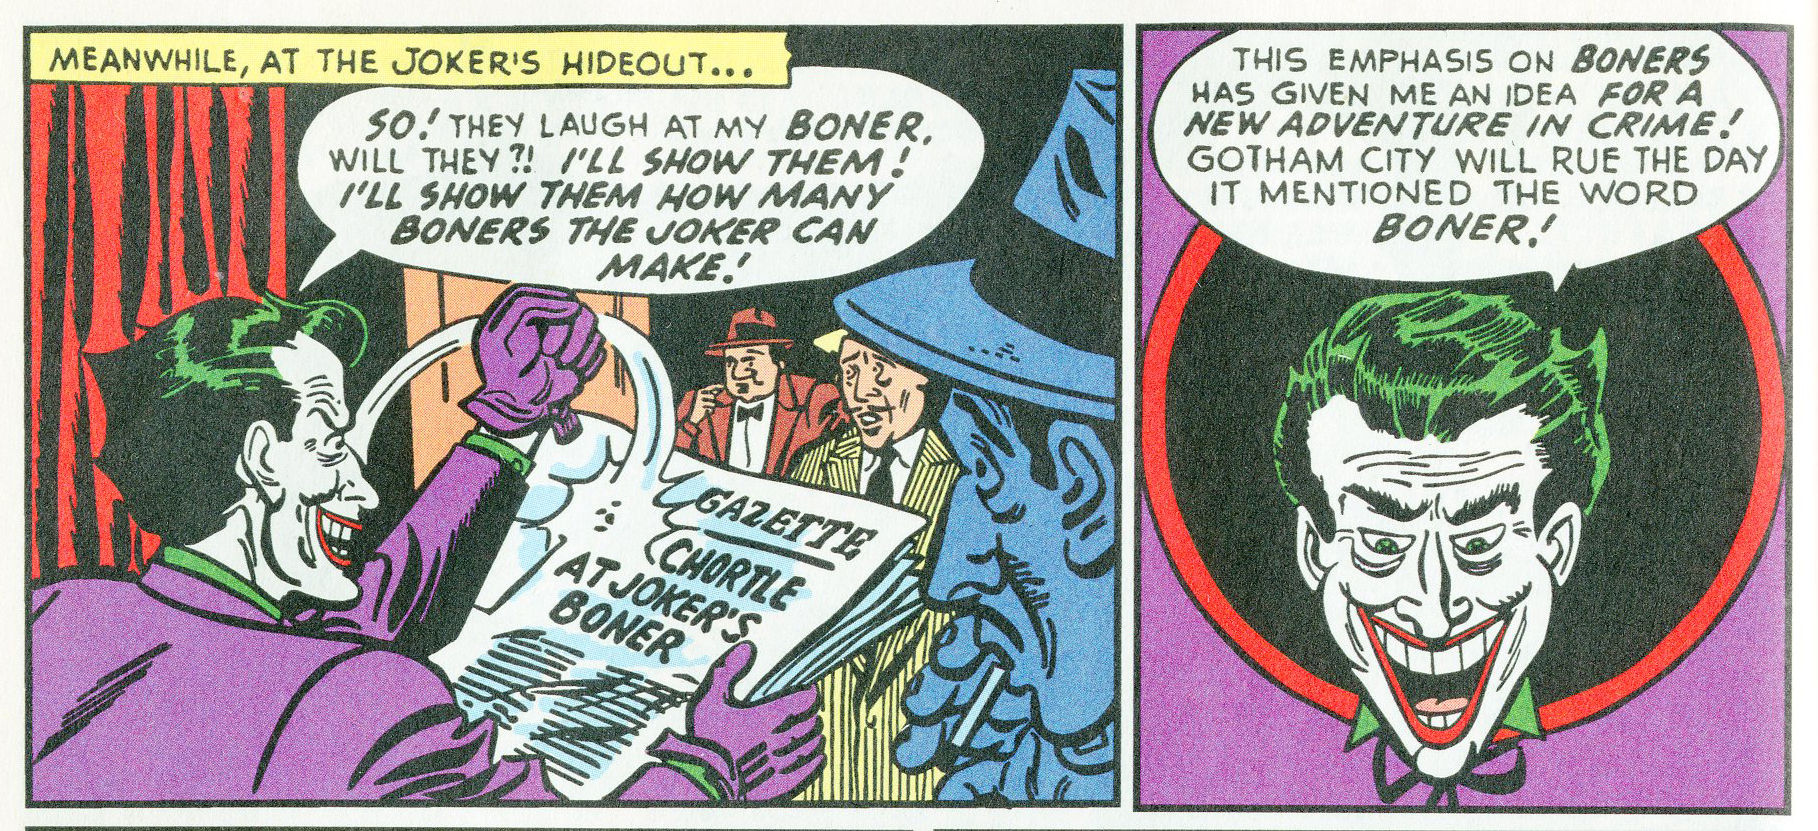 MEANWHILE, AT THE JOKER'S HIDEOUT...
SO! THEY LAUGH AT MY BONER.
WILL THEY?! I'LL SHOW THEM!
I'LL SHOW THEM HOW MANY
BONERS THE JOKER CAN
MAKE!
GAZETTE
CHORTLE
AT JOKER'S
BONER
THIS EMPHASIS ON BONERS
HAS GIVEN ME AN IDEA FOR A
NEW ADVENTURE IN CRIME!
GOTHAM CITY WILL RUE THE DAY
IT MENTIONED THE WORD
BONER!